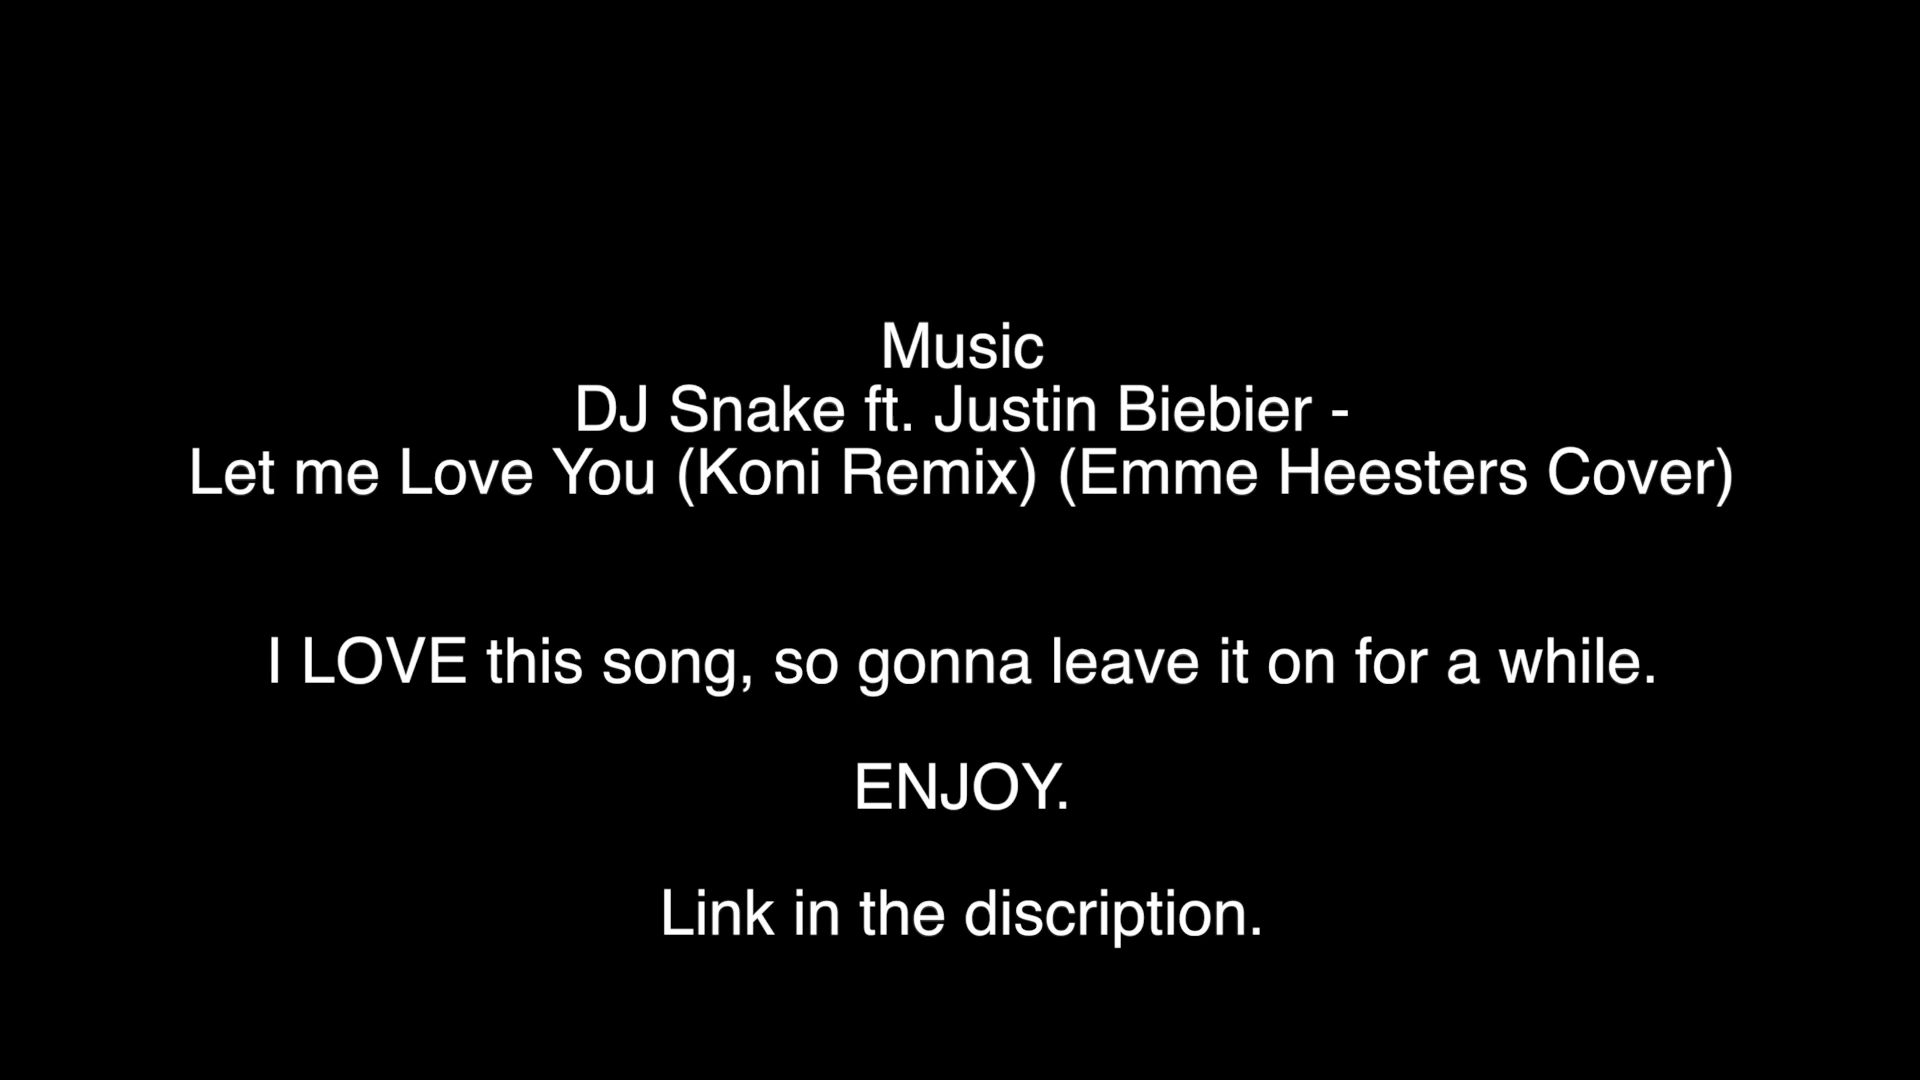 Music
DJ Snake ft. Justin Biebier -
Let me Love You (Koni Remix) (Emme Heesters Cover)
I LOVE this song, so gonna leave it on for a while.
ENJOY.
Link in the discription.